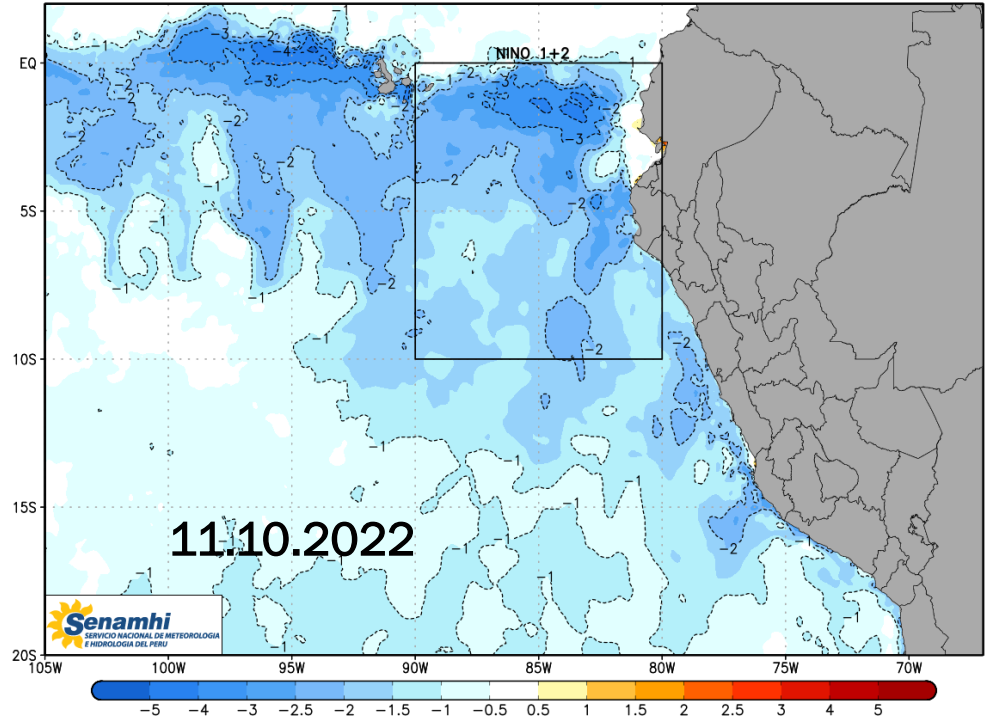 NINO 1+2
EQ
5S
10S
15S
20S
11.10.2022
Senamhi
SERVICIO NACIONAL DE METEOROLOGIA
E HIDROLOGIA DEL PERU
105W 100W 95W 90W 85W 80W 75W 70W
-5 -4 -3 -2.5 -2 -1.5 -1 -0.5 0.5 1 1.5 2 2.5 3 4 5